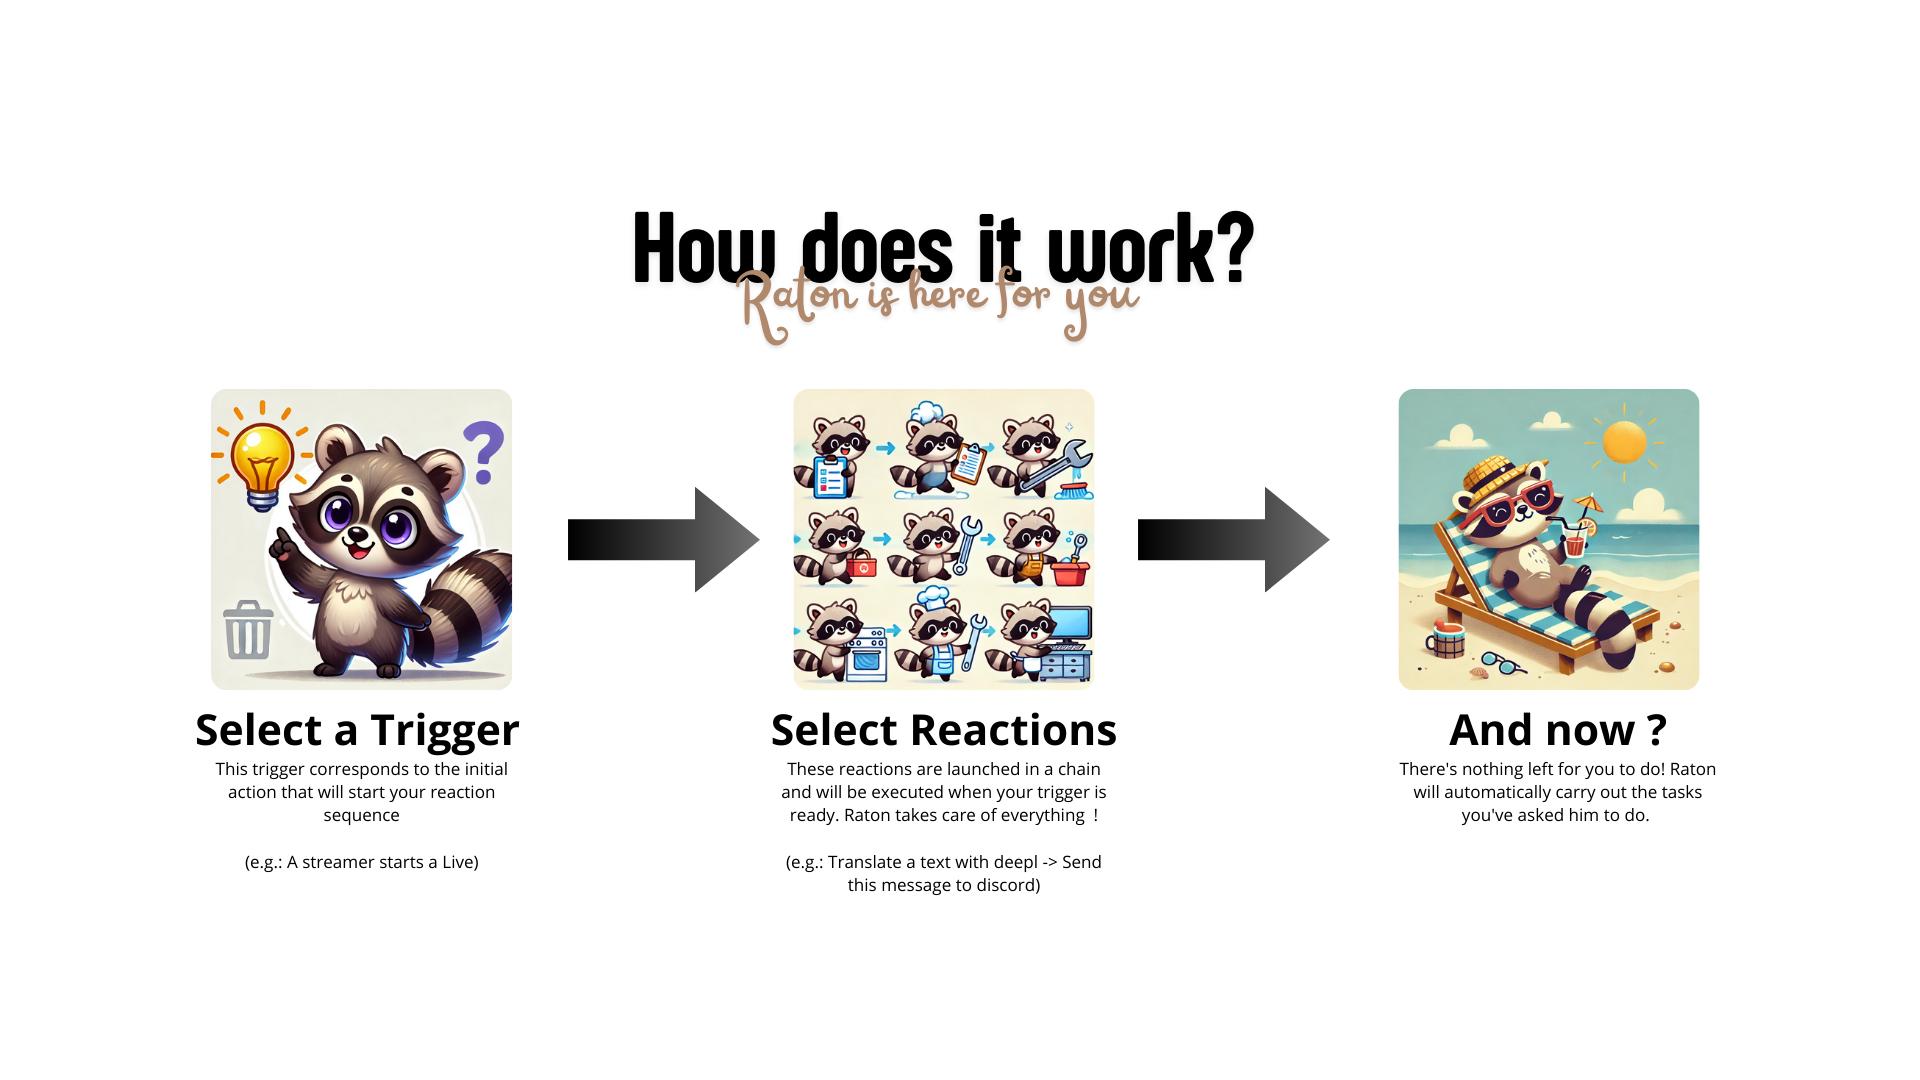 How does it work?
Raton is here for you
Select a Trigger
This trigger corresponds to the initial
action that will start your reaction
sequence
(e.g.: A streamer starts a Live)
Select Reactions
These reactions are launched in a chain
and will be executed when your trigger is
ready. Raton takes care of everything  !
(e.g.: Translate a text with deepl -> Send
this message to discord)
And now ?
There's nothing left for you to do! Raton
will automatically carry out the tasks
you've asked him to do.